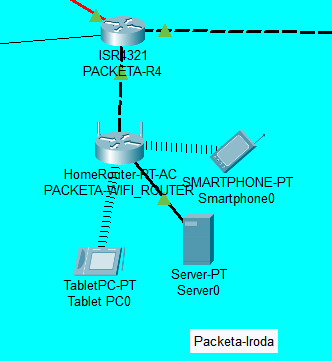 ISR4321
PACKETA-R4
HomeRouter-PT-AC
PACKETA-WIFI_ROUTER
SMARTPHONE-PT
Smartphone0
TabletPC-PT
Tablet PC0
Server-PT
Server0
Packeta-Iroda